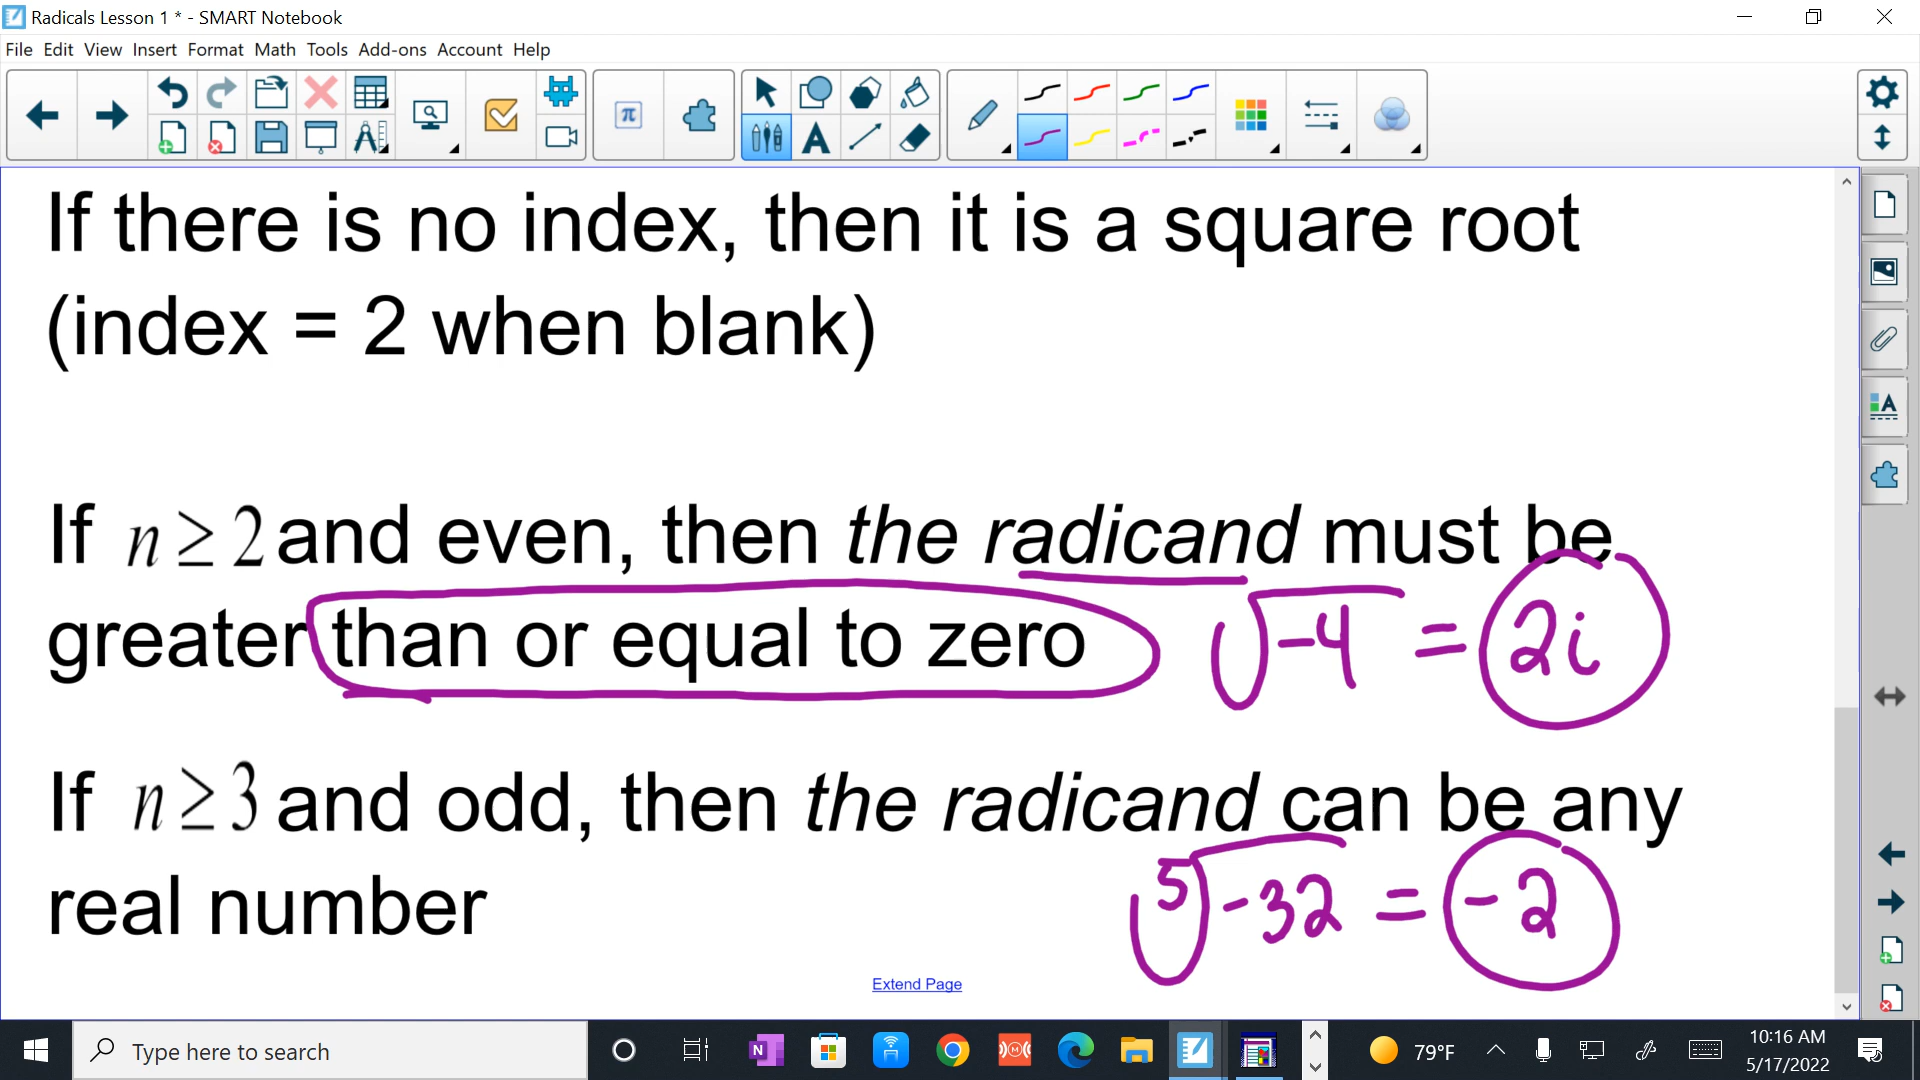 Radicals Lesson 1 * - SMART Notebook
File Edit View Insert Format Math Tools Add-ons Account Help
π
A
If there is no index, then it is a square root
(index = 2 when blank)
If n ≥ 2 and even, then the radicand must be
greater than or equal to zero
√-4 = 2i
If n ≥ 3 and odd, then the radicand can be any
real number
⁵√-32 = -2
Extend Page
Type here to search
79°F
10:16 AM
5/17/2022